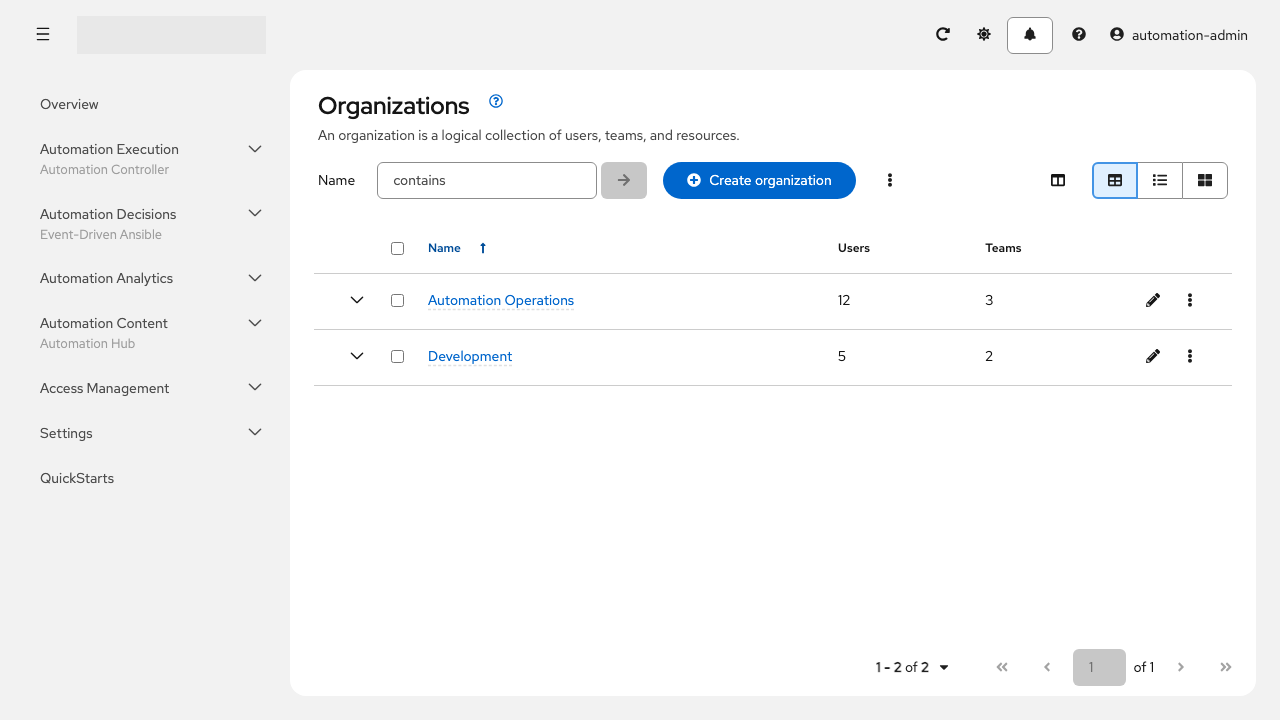 automation-admin
Overview
Automation Execution
Automation Controller
Automation Decisions
Event-Driven Ansible
Automation Analytics
Automation Content
Automation Hub
Access Management
Settings
QuickStarts
Organizations
An organization is a logical collection of users, teams, and resources.
Name contains Create organization
Name Users Teams
Automation Operations 12 3
Development 5 2
1 - 2 of 2 1 of 1